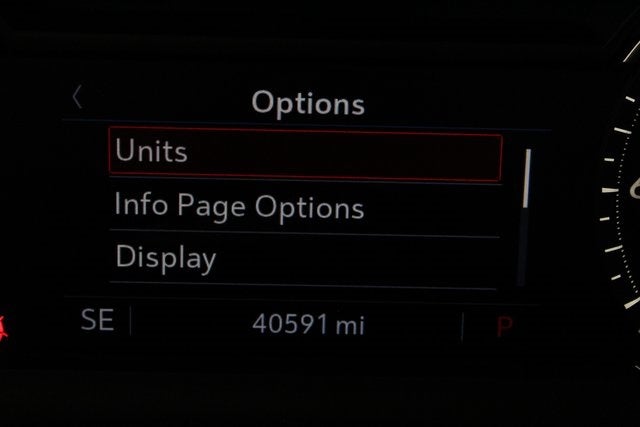 Options
Units
Info Page Options
Display
SE 40591 mi P